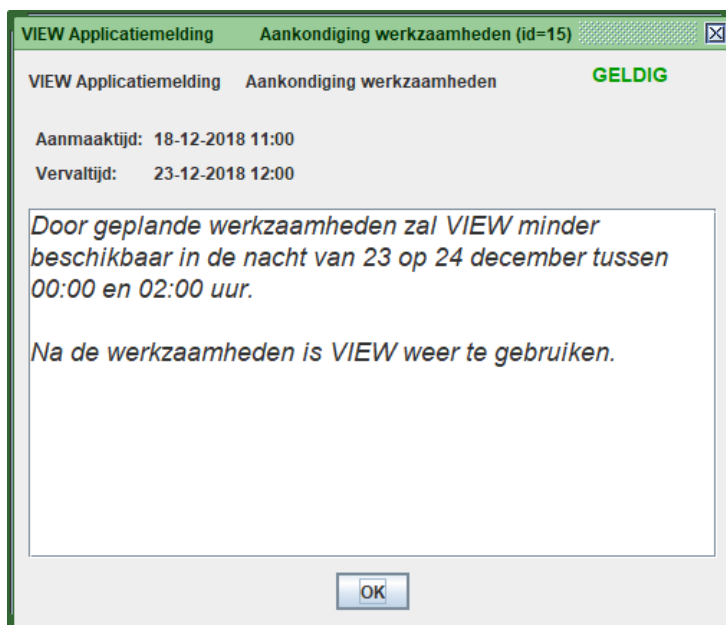 VIEW Applicatiemelding Aankondiging werkzaamheden (id=15)
VIEW Applicatiemelding Aankondiging werkzaamheden GELDIG
Aanmaaktijd: 18-12-2018 11:00
Vervaltijd: 23-12-2018 12:00
Door geplande werkzaamheden zal VIEW minder
beschikbaar in de nacht van 23 op 24 december tussen
00:00 en 02:00 uur.
Na de werkzaamheden is VIEW weer te gebruiken.
OK